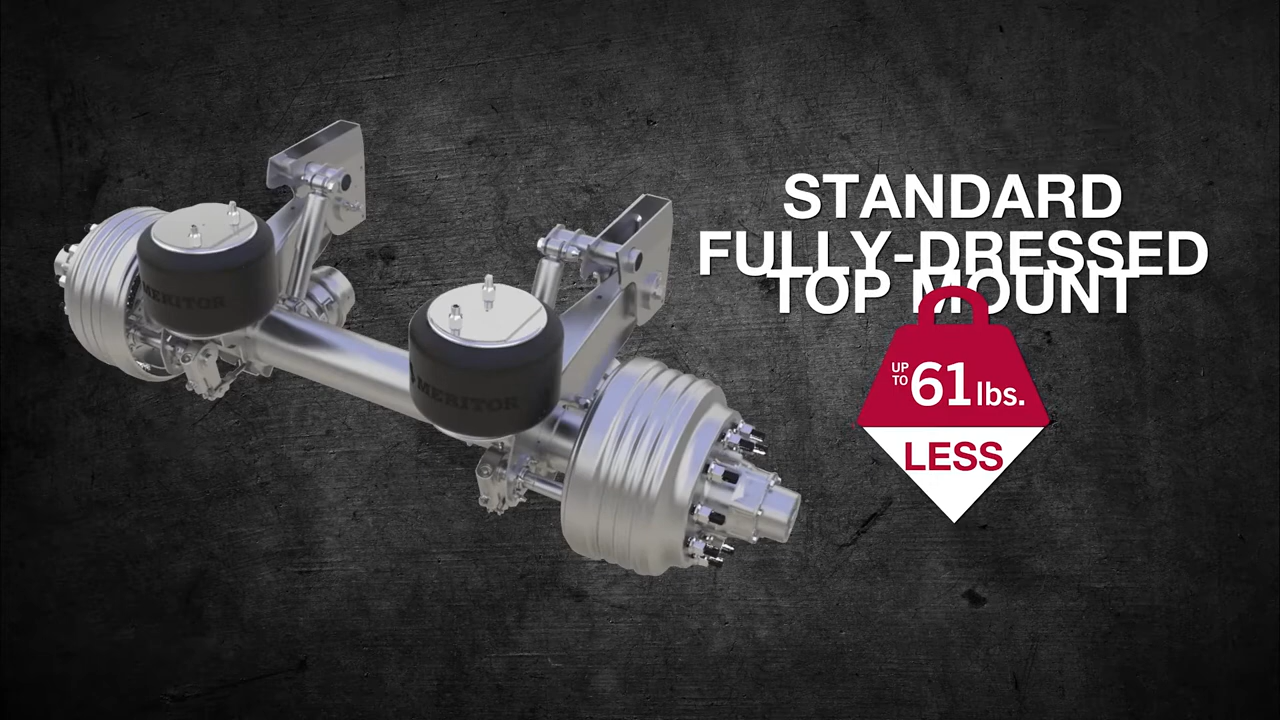 STANDARD
FULLY-DRESSED
TOP MOUNT
UP
TO 61 lbs.
LESS
MERITOR
MERITOR